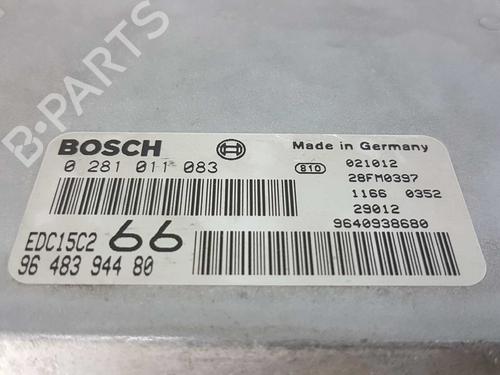 B-PARTS
BOSCH
Made in Germany
0 281 011 083
810
021012
28FM0397
1166 0352
29012
9640938680
EDC15C2 66
96 483 944 80